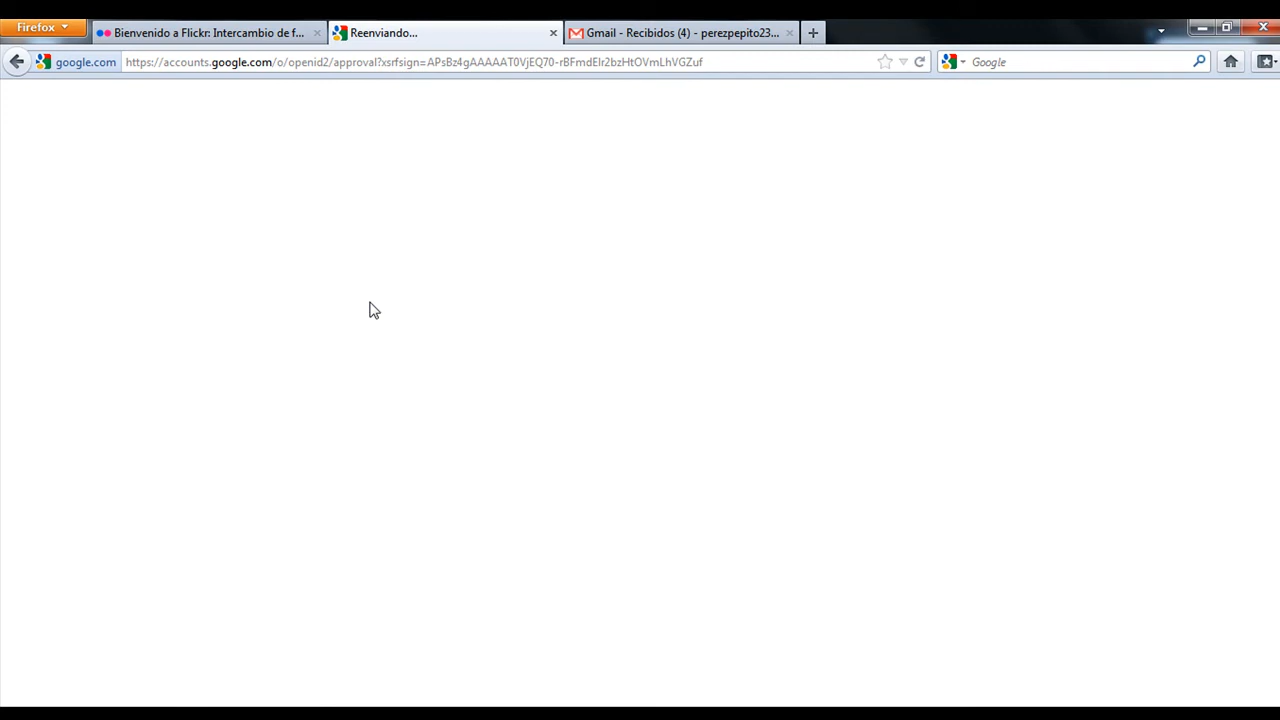 Firefox
Bienvenido a Flickr: Intercambio de f...
Reenviando...
Gmail - Recibidos (4) - perezpepito23...
google.com
https://accounts.google.com/o/openid2/approval?xsrfsign=APsBz4gAAAAAT0VjEQ70-rBFmdElr2bzHtOVmLhVGZuf
Google